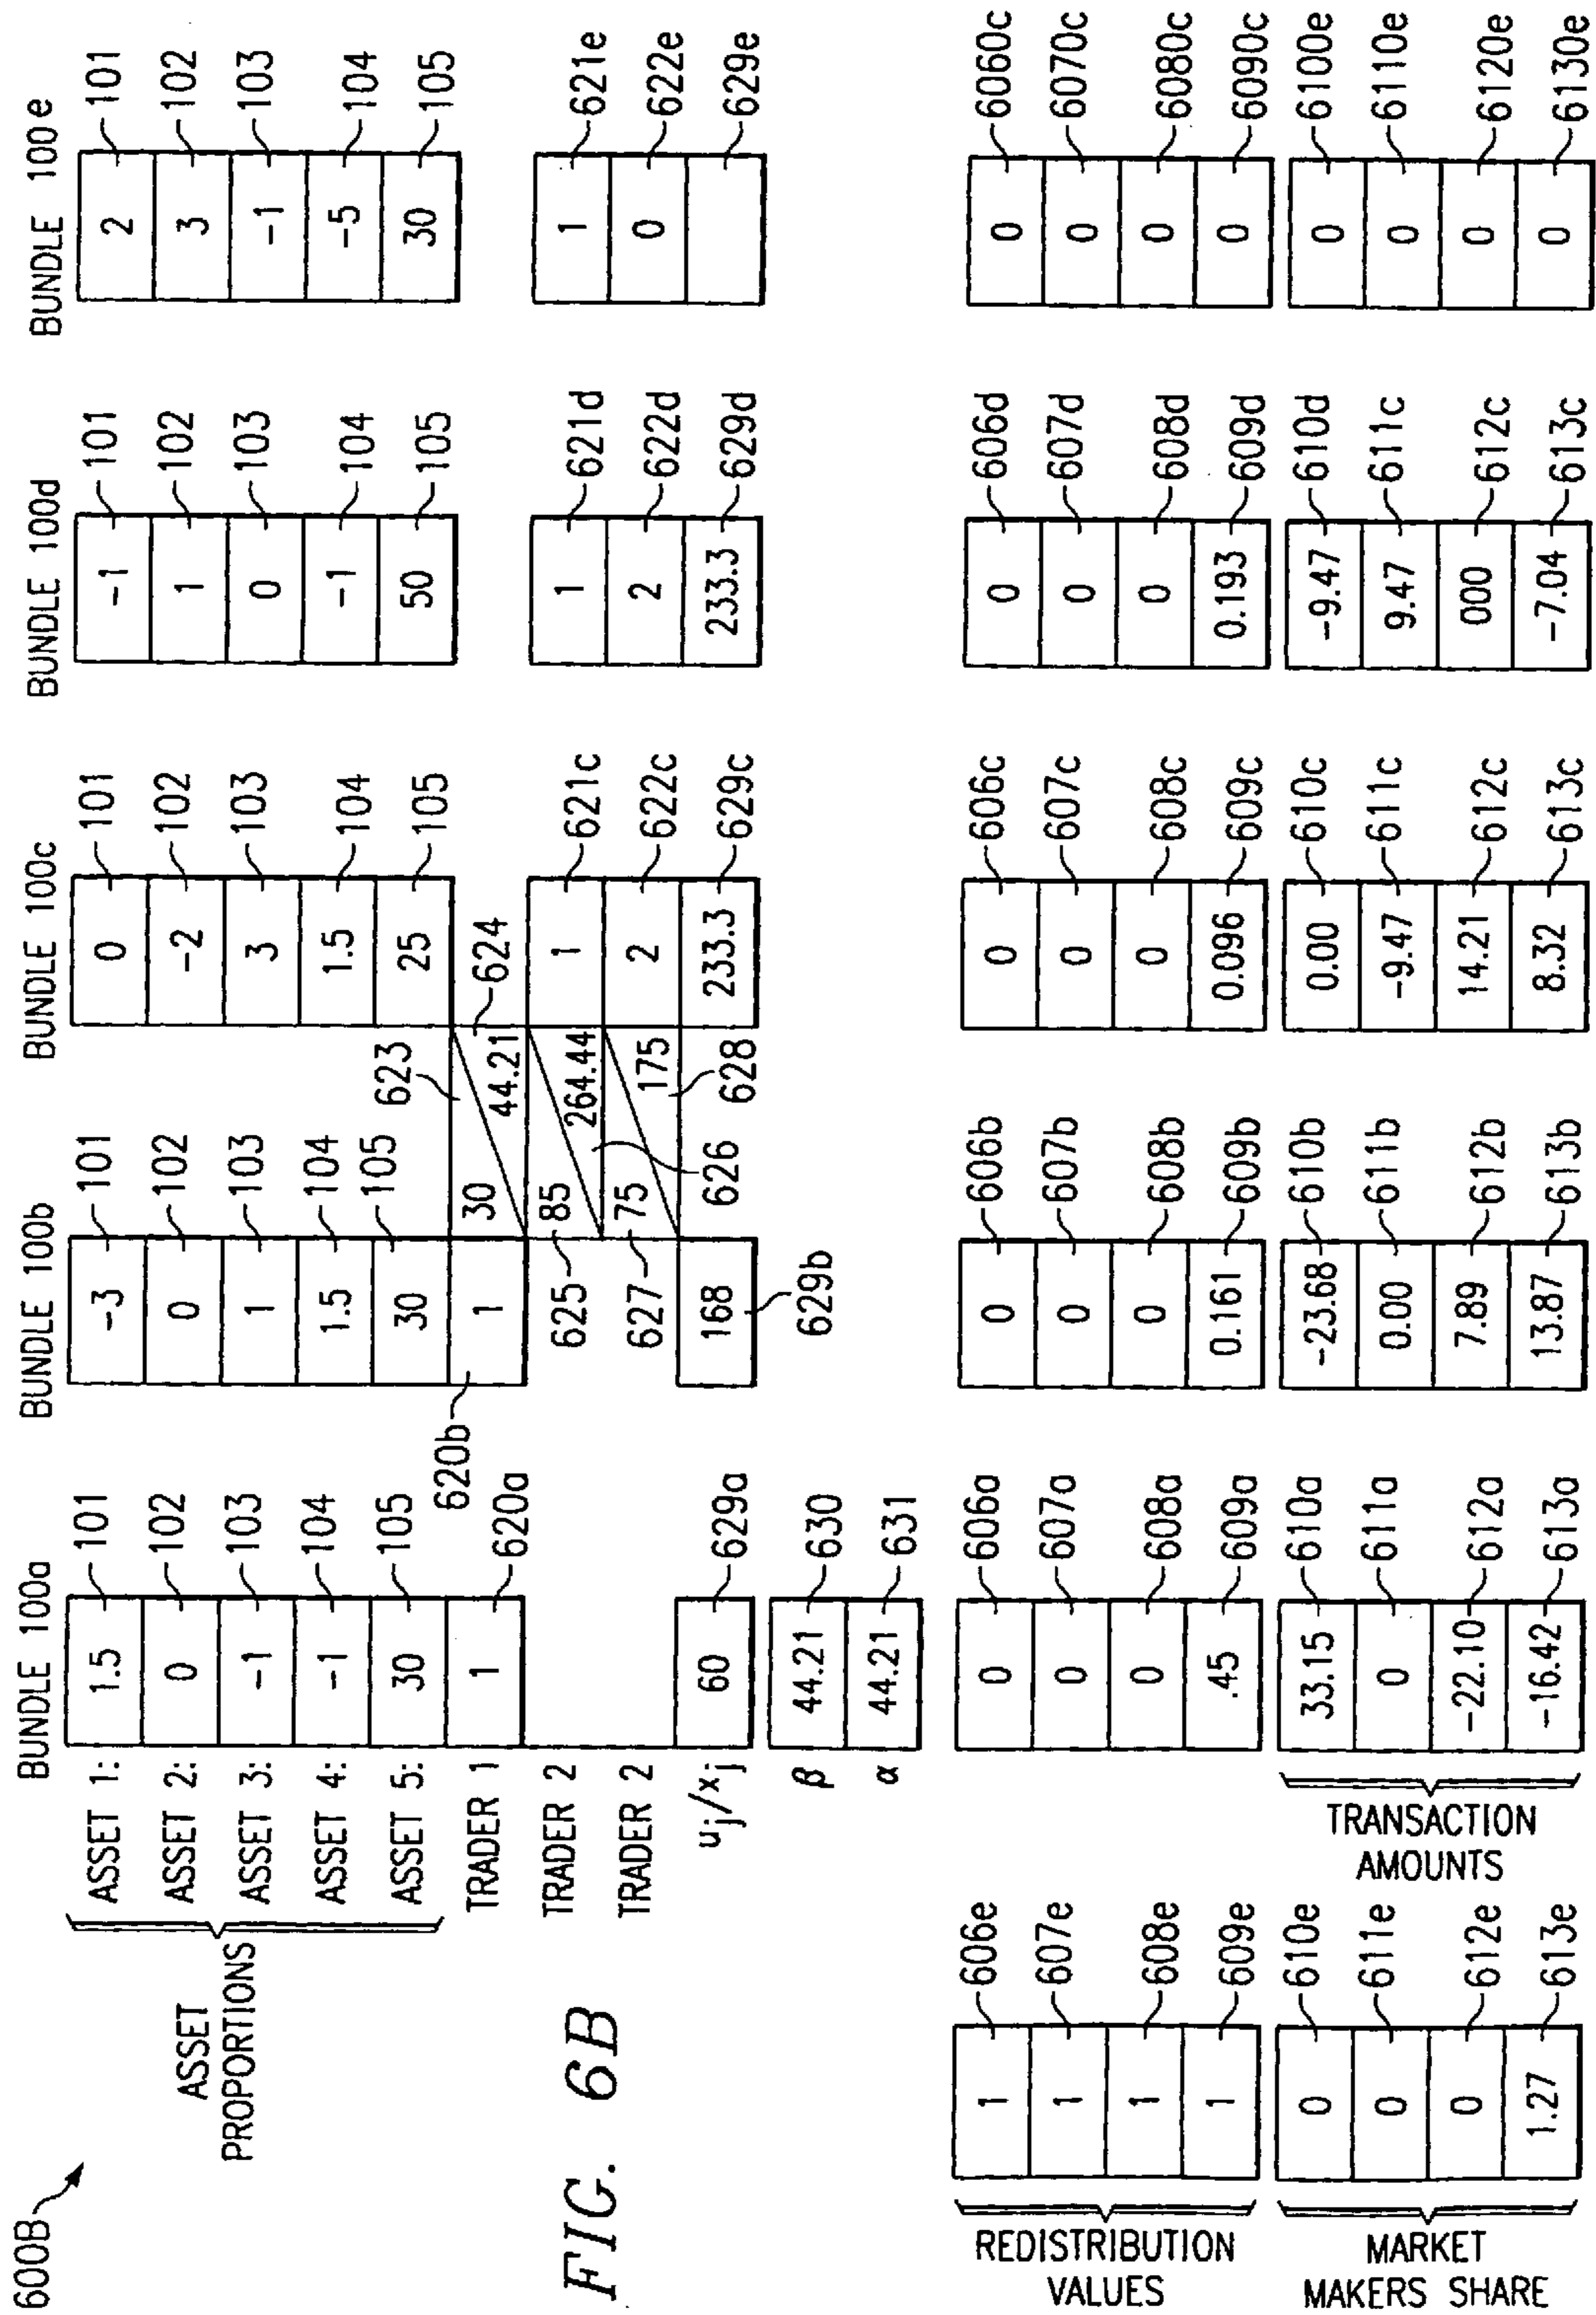 600B
BUNDLE 100a BUNDLE 100b BUNDLE 100c BUNDLE 100d BUNDLE 100e
ASSET PROPORTIONS
ASSET 1: 1.5 101 -3 101 0 101 -1 101 2 101
ASSET 2: 0 102 0 102 -2 102 1 102 3 102
ASSET 3: -1 103 1 103 3 103 0 103 -1 103
ASSET 4: -1 104 1.5 104 1.5 104 -1 104 -5 104
ASSET 5: 30 105 30 105 25 105 50 105 30 105
TRADER 1 1 620a 620b 1 30 623 44.21 624
TRADER 2 625 85 264.44 626 1 621c 1 621d 1 621e
TRADER 2 627 75 175 628 2 622c 2 622d 0 622e
uj/xj 60 629a 168 629b 233.3 629c 233.3 629d 629e
β 44.21 630
α 44.21 631
FIG. 6B
REDISTRIBUTION VALUES
1 606e 0 606a 0 606b 0 606c 0 606d 0 6060c
1 607e 0 607a 0 607b 0 607c 0 607d 0 6070c
1 608e 0 608a 0 608b 0 608c 0 608d 0 6080c
1 609e .45 609a 0.161 609b 0.096 609c 0.193 609d 0 6090c
MARKET MAKERS SHARE
TRANSACTION AMOUNTS
0 610e 33.15 610a -23.68 610b 0.00 610c -9.47 610d 0 6100e
0 611e 0 611a 0.00 611b -9.47 611c 9.47 611c 0 6110e
0 612e -22.10 612a 7.89 612b 14.21 612c 000 612c 0 6120e
1.27 613e -16.42 613a 13.87 613b 8.32 613c -7.04 613c 0 6130e